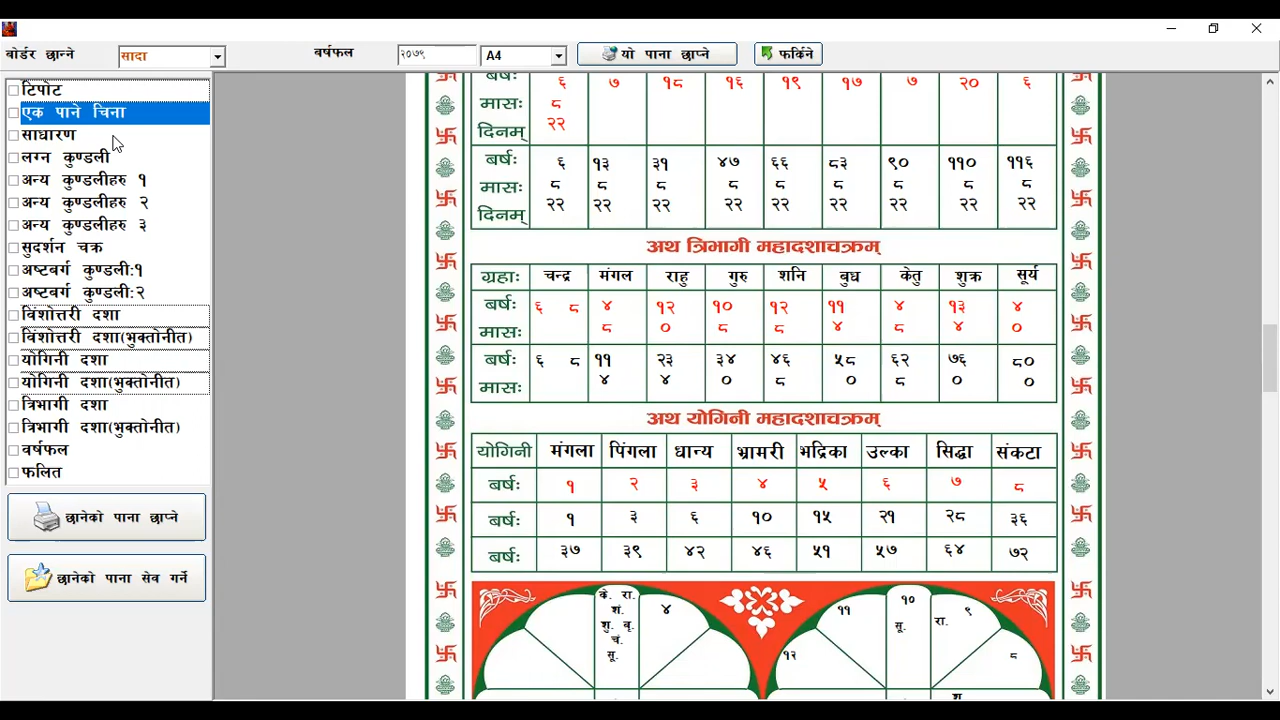 बोर्डर छान्ने सादा वर्षफल २०७९ A4 यो पाना छाप्ने फर्किने
टिपोट
एक पाने चिना
साधारण
लग्न कुण्डली
अन्य कुण्डलीहरु १
अन्य कुण्डलीहरु २
अन्य कुण्डलीहरु ३
सुदर्शन चक्र
अष्टबर्ग कुण्डली:१
अष्टबर्ग कुण्डली:२
विंशोत्तरी दशा
विंशोत्तरी दशा(भुक्तोनीत)
योगिनी दशा
योगिनी दशा(भुक्तोनीत)
त्रिभागी दशा
त्रिभागी दशा(भुक्तोनीत)
वर्षफल
फलित
छानेको पाना छाप्ने
छानेको पाना सेव गर्ने
बर्षः ६ ७ १८ १६ १९ १७ ७ २० ६
मासः ८
दिनम् २२
बर्षः ६ १३ ३१ ४७ ६६ ८३ ९० ११० ११६
मासः ८ ८ ८ ८ ८ ८ ८ ८ ८
दिनम् २२ २२ २२ २२ २२ २२ २२ २२ २२
अथ त्रिभागी महादशाचक्रम्
ग्रहाः चन्द्र मंगल राहु गुरु शनि बुध केतु शुक्र सूर्य
बर्षः ६ ८ ४ १२ १० १२ ११ ४ १३ ४
मासः ८ ० ८ ८ ४ ८ ४ ०
बर्षः ६ ८ ११ २३ ३४ ४६ ५८ ६२ ७६ ८०
मासः ४ ४ ० ८ ० ८ ० ०
अथ योगिनी महादशाचक्रम्
योगिनी मंगला पिंगला धान्य भ्रामरी भद्रिका उल्का सिद्धा संकटा
बर्षः १ २ ३ ४ ५ ६ ७ ८
बर्षः १ ३ ६ १० १५ २१ २८ ३६
बर्षः ३७ ३९ ४२ ४६ ५१ ५७ ६४ ७२
के. रा. ४ ११ १० ९
शं. सू. रा.
शु. वृ.
चं.
सू. १२ ८
श